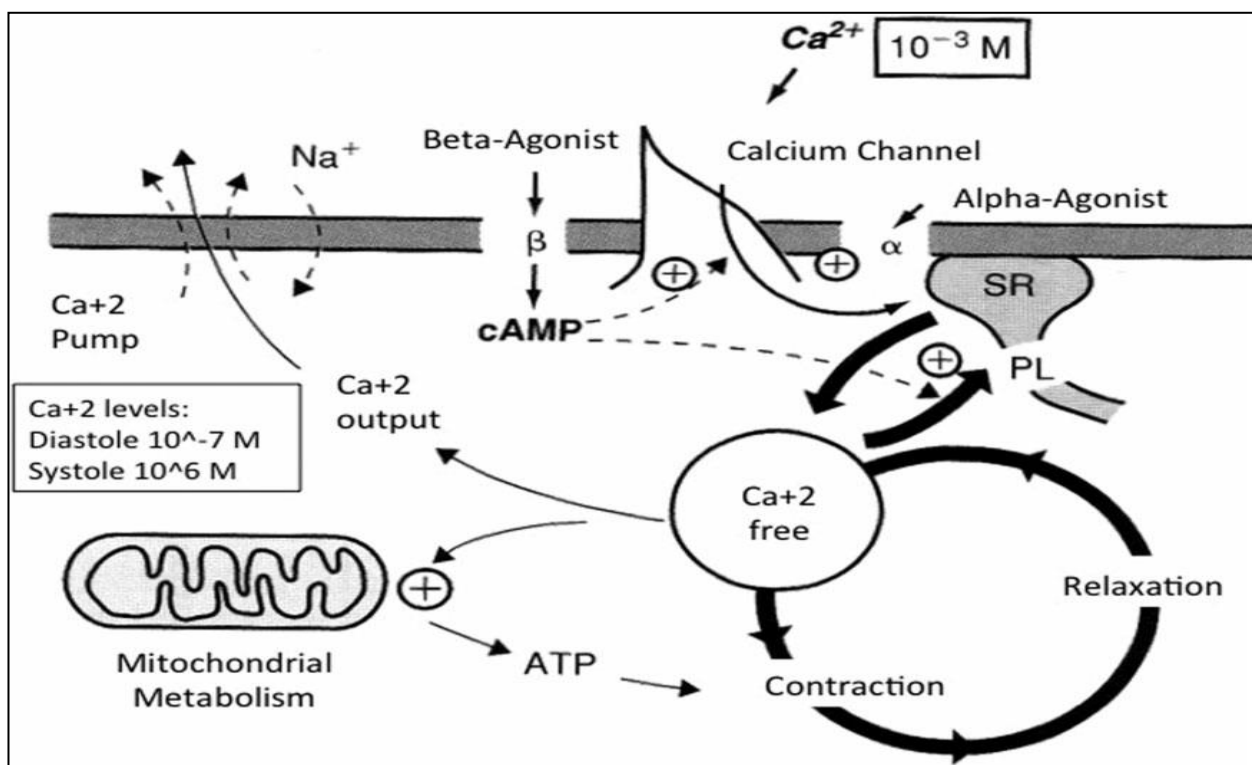 Ca²⁺ 10⁻³ M
Beta-Agonist
Calcium Channel
Na⁺
Alpha-Agonist
β
+
+
α
SR
Ca+2
Pump
cAMP
+
PL
Ca+2
output
Ca+2 levels:
Diastole 10^-7 M
Systole 10^6 M
Ca+2
free
+
Relaxation
Mitochondrial
Metabolism
ATP
Contraction